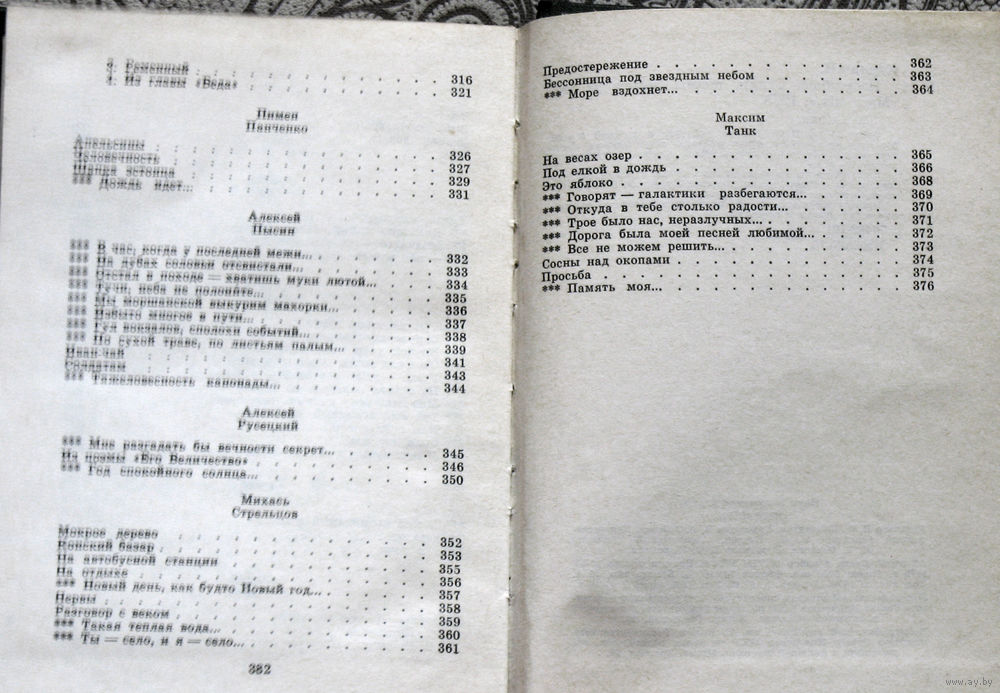 3. Ременный . . . . . . . . . . 316
4. Из главы «Беда» . . . . . . . . . . 321
Пимен
Панченко
Апельсины . . . . . . . . . . 326
Человечность . . . . . . . . . . 327
Шапка эстонца . . . . . . . . . . 329
*** Дождь идет... . . . . . . . . . . 331
Алексей
Пысин
*** В час, когда у последней межи... . . . . . . 332
*** На дубах соловьи отсвистали... . . . . . . 333
*** Отстал в походе — хватишь муки лютой... . . . 334
*** Тучи, неба не полоните... . . . . . . . 335
*** Мы моршанской выкурим махорки... . . . . . 336
*** Избыто многое в пути... . . . . . . . 337
*** Гул вокзалов, сполохи событий... . . . . . . 338
*** По сухой траве, по листьям палым... . . . . . 339
Иван-чай . . . . . . . . . . 341
Солдатам . . . . . . . . . . 343
*** Тяжеловесность канонады... . . . . . . . 344
Алексей
Русецкий
*** Мне разгадать бы вечности секрет... . . . . . 345
Из поэмы «Его Величество» . . . . . . . . 346
*** Год спокойного солнца... . . . . . . . . 350
Михась
Стрельцов
Мокрое дерево . . . . . . . . . . 352
Конский базар . . . . . . . . . . 353
На автобусной станции . . . . . . . . . 355
На отдыхе . . . . . . . . . . 356
*** Новый день, как будто Новый год... . . . . . 357
Нервы . . . . . . . . . . 358
Разговор с веком . . . . . . . . . . 359
*** Такая теплая вода... . . . . . . . . 360
*** Ты — село, и я — село... . . . . . . . 361
382
Предостережение . . . . . . . . . . 362
Бессонница под звездным небом . . . . . . . 363
*** Море вздохнет... . . . . . . . . . 364
Максим
Танк
На весах озер . . . . . . . . . . 365
Под елкой в дождь . . . . . . . . . . 366
Это яблоко . . . . . . . . . . 368
*** Говорят — галактики разбегаются... . . . . . 369
*** Откуда в тебе столько радости... . . . . . . 370
*** Трое было нас, неразлучных... . . . . . . . 371
*** Дорога была моей песней любимой... . . . . . 372
*** Все не можем решить... . . . . . . . . 373
Сосны над окопами . . . . . . . . . . 374
Просьба . . . . . . . . . . 375
*** Память моя... . . . . . . . . . . 376
www.ay.by